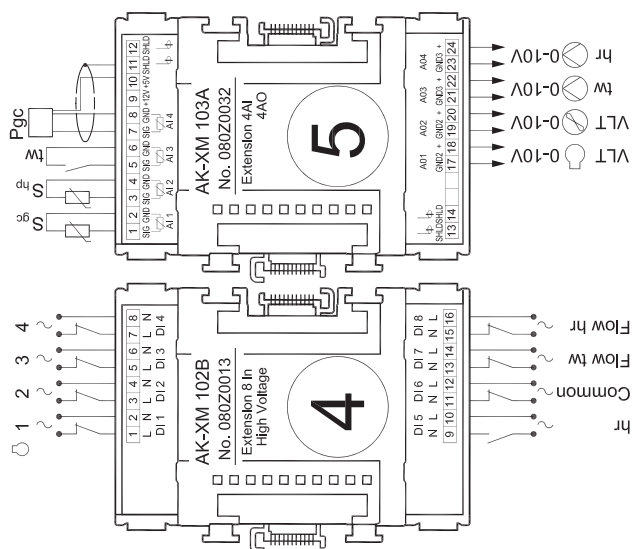 Pgc
tw
S hp
S gc
1 2 3 4 5 6 7 8 9 10 11 12
SIG GND SIG GND SIG GND SIG GND +12V +5V SHLD SHLD
AI 1 AI 2 AI 3 AI 4
AK-XM 103A
No. 080Z0032
Extension 4AI
4AO
5
A01 A02 A03 A04
SHLD SHLD GND2 + GND2 + GND3 + GND3 +
13 14 17 18 19 20 21 22 23 24
VLT 0-10V
VLT 0-10V
tw 0-10V
hr 0-10V
1 2 3 4
1 2 3 4 5 6 7 8
L N N L L N L N
DI 1 DI 2 DI 3 DI 4
AK-XM 102B
No. 080Z0013
Extension 8 In
High Voltage
4
DI 5 DI 6 DI 7 DI 8
N L L N N L N L
9 10 11 12 13 14 15 16
hr
Common
Flow tw
Flow hr